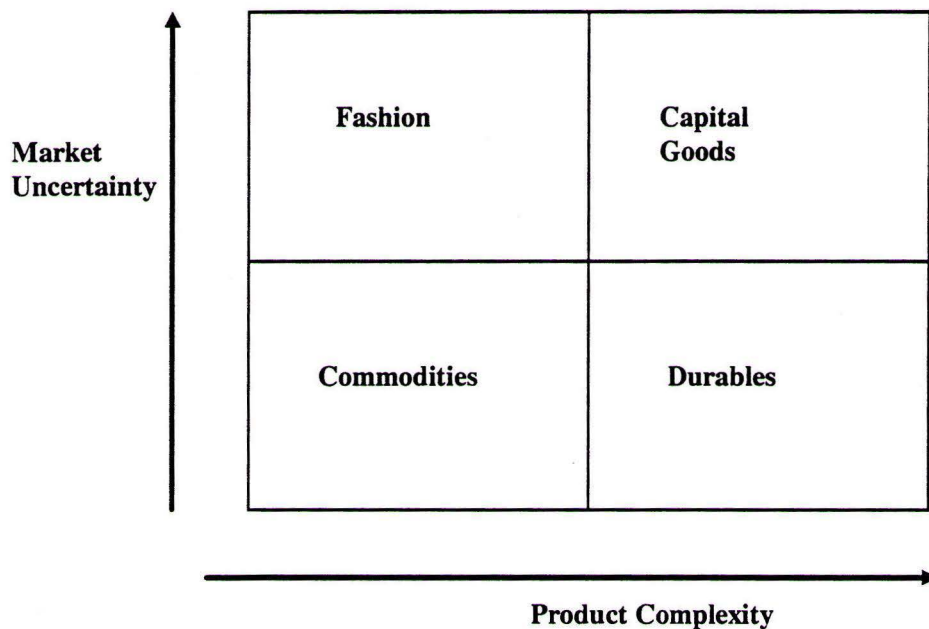 Market
Uncertainty
Fashion
Capital
Goods
Commodities
Durables
Product Complexity